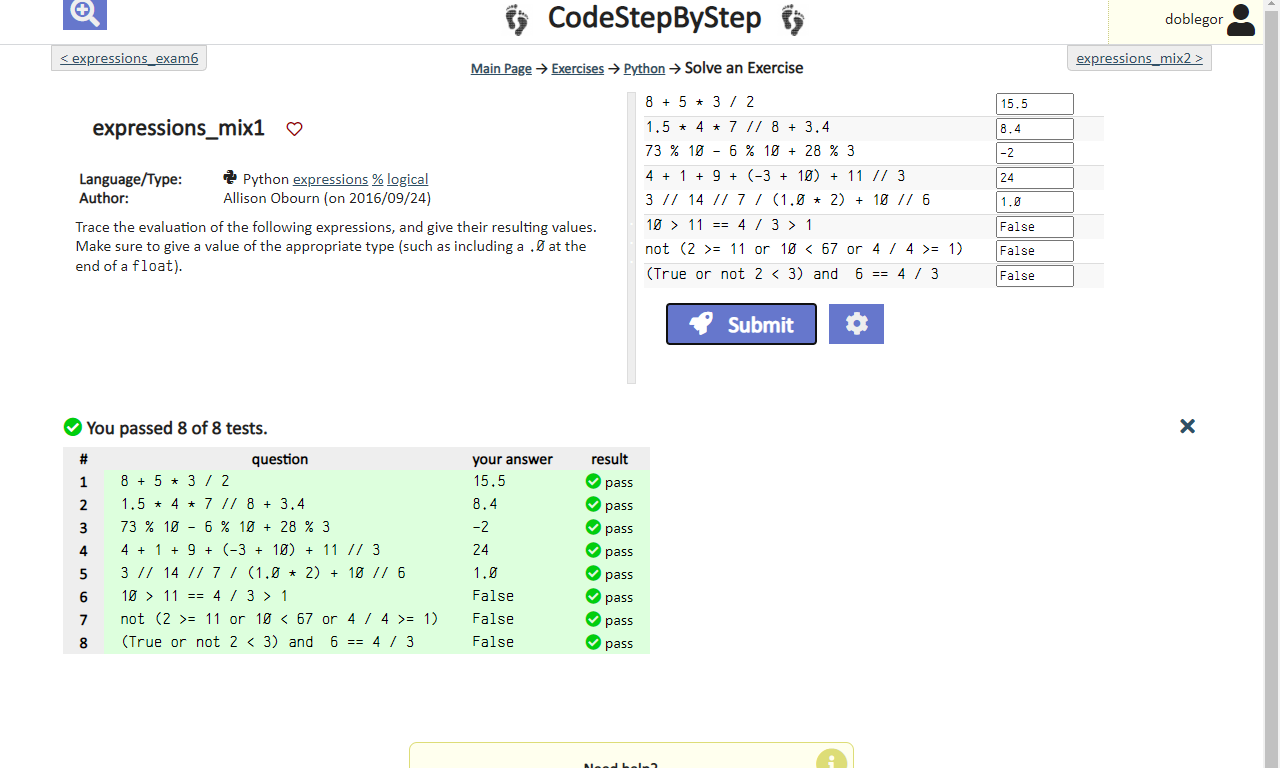 CodeStepByStep
doblegor
< expressions_exam6
Main Page → Exercises → Python → Solve an Exercise
expressions_mix2 >
expressions_mix1
Language/Type: Python expressions % logical
Author: Allison Obourn (on 2016/09/24)
Trace the evaluation of the following expressions, and give their resulting values.
Make sure to give a value of the appropriate type (such as including a .0 at the
end of a float).
8 + 5 * 3 / 2 15.5
1.5 * 4 * 7 // 8 + 3.4 8.4
73 % 10 - 6 % 10 + 28 % 3 -2
4 + 1 + 9 + (-3 + 10) + 11 // 3 24
3 // 14 // 7 / (1.0 * 2) + 10 // 6 1.0
10 > 11 == 4 / 3 > 1 False
not (2 >= 11 or 10 < 67 or 4 / 4 >= 1) False
(True or not 2 < 3) and  6 == 4 / 3 False
Submit
You passed 8 of 8 tests.
# question your answer result
1 8 + 5 * 3 / 2 15.5 pass
2 1.5 * 4 * 7 // 8 + 3.4 8.4 pass
3 73 % 10 - 6 % 10 + 28 % 3 -2 pass
4 4 + 1 + 9 + (-3 + 10) + 11 // 3 24 pass
5 3 // 14 // 7 / (1.0 * 2) + 10 // 6 1.0 pass
6 10 > 11 == 4 / 3 > 1 False pass
7 not (2 >= 11 or 10 < 67 or 4 / 4 >= 1) False pass
8 (True or not 2 < 3) and  6 == 4 / 3 False pass
Need help?